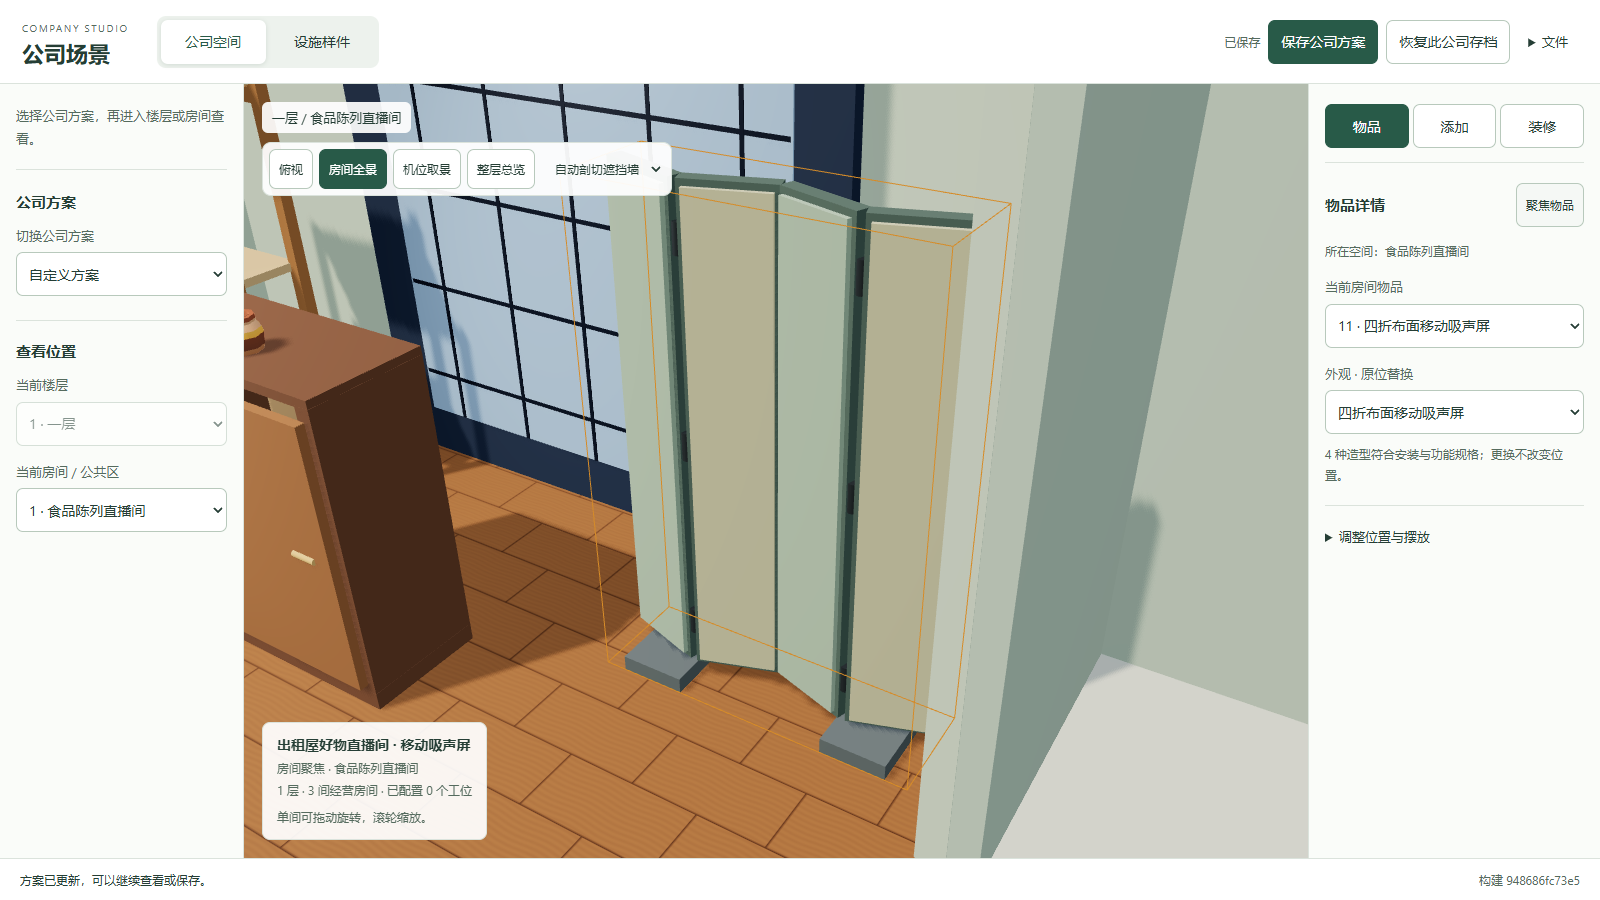 COMPANY STUDIO
公司场景
公司空间
设施样件
已保存
保存公司方案
恢复此公司存档
▶ 文件
选择公司方案，再进入楼层或房间查
看。
公司方案
切换公司方案
自定义方案
查看位置
当前楼层
1 · 一层
当前房间 / 公共区
1 · 食品陈列直播间
一层 / 食品陈列直播间
俯视
房间全景
机位取景
整层总览
自动剖切遮挡墙
出租屋好物直播间 · 移动吸声屏
房间聚焦 · 食品陈列直播间
1 层 · 3 间经营房间 · 已配置 0 个工位
单间可拖动旋转，滚轮缩放。
物品
添加
装修
物品详情
聚焦物品
所在空间：食品陈列直播间
当前房间物品
11 · 四折布面移动吸声屏
外观 · 原位替换
四折布面移动吸声屏
4 种造型符合安装与功能规格；更换不改变位
置。
▶ 调整位置与摆放
方案已更新，可以继续查看或保存。
构建 948686fc73e5